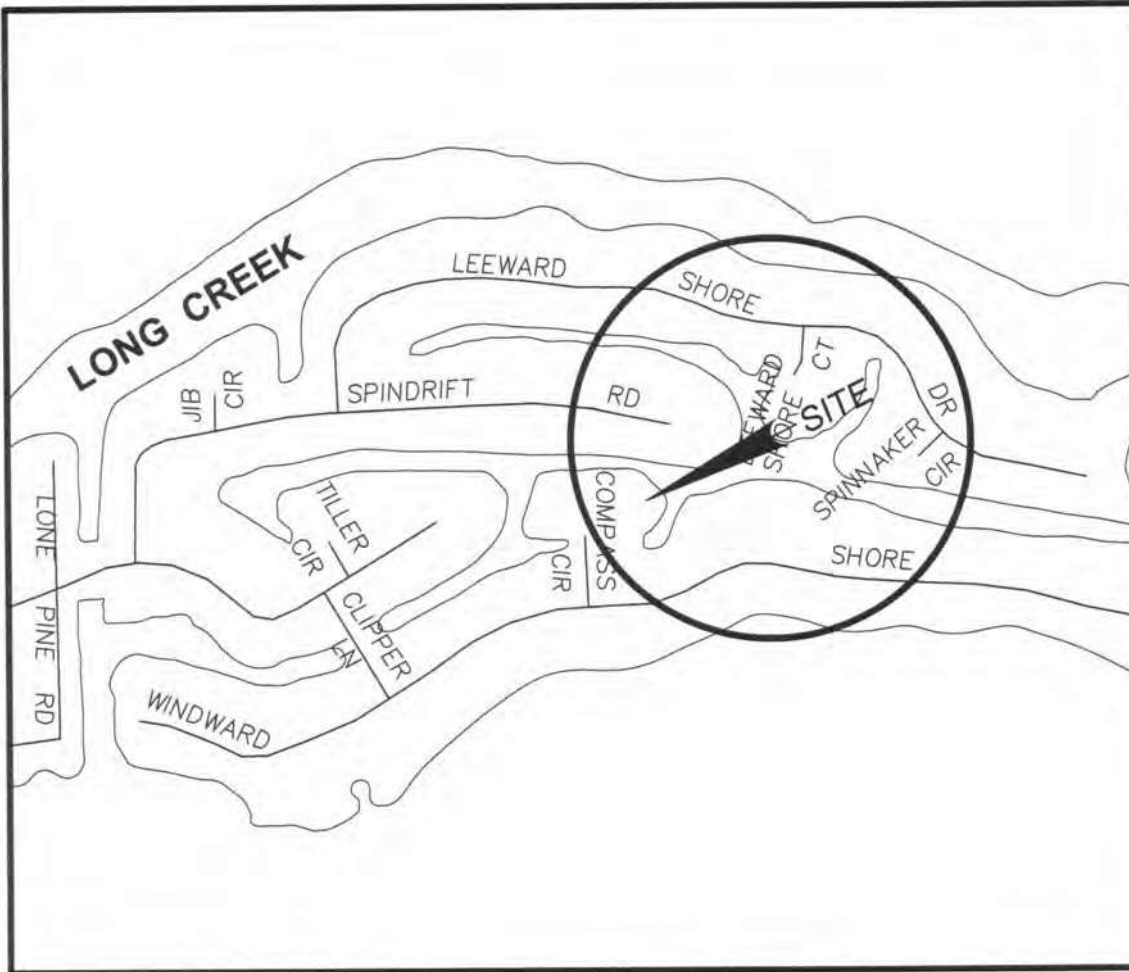 LONG CREEK
LEEWARD
SHORE
DR
LEEWARD
SHORE
CT
SITE
JIB
CIR
SPINDRIFT
RD
SPINNAKER
CIR
LONE PINE RD
TILLER
CIR
COMPASS
CIR
SHORE
CLIPPER
LN
WINDWARD